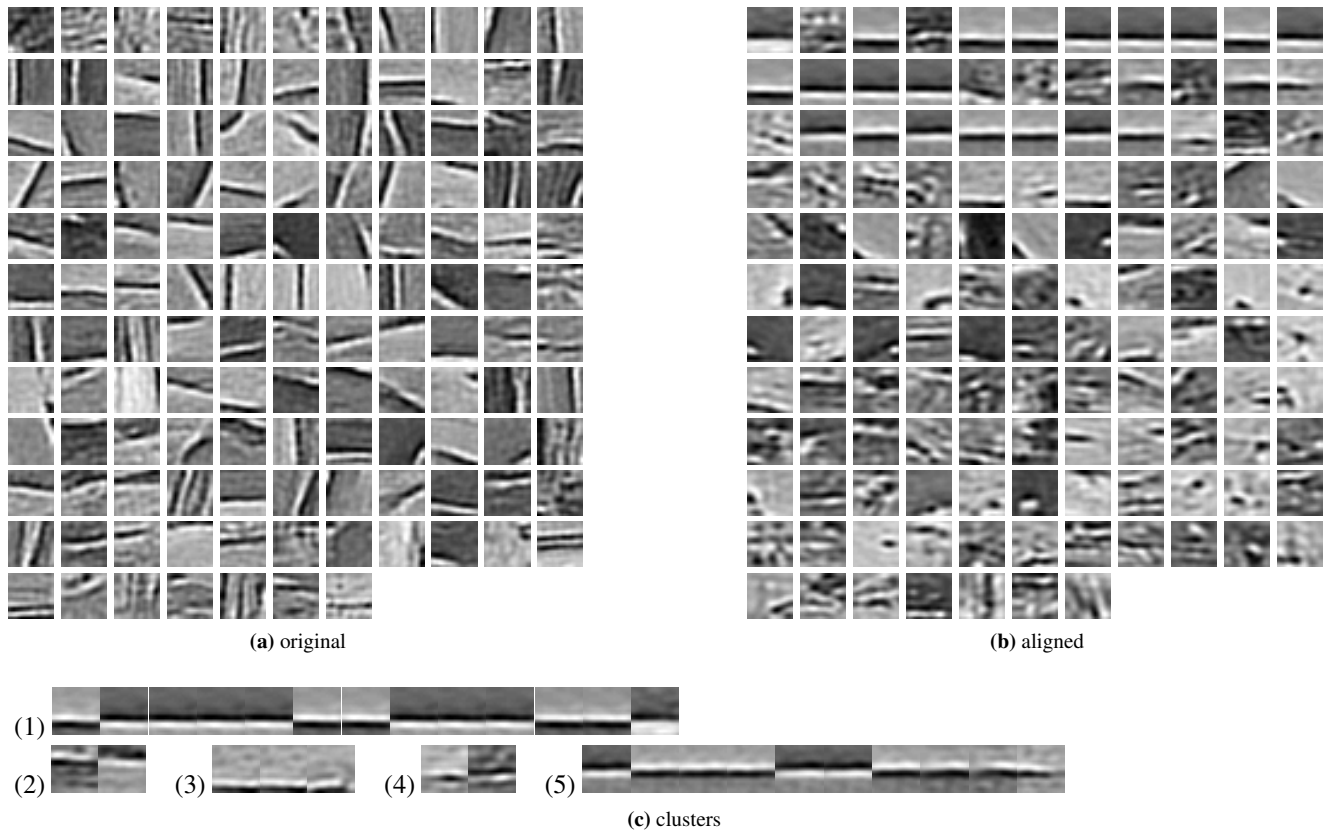 (a) original
(b) aligned
(1)
(2) (3) (4) (5)
(c) clusters